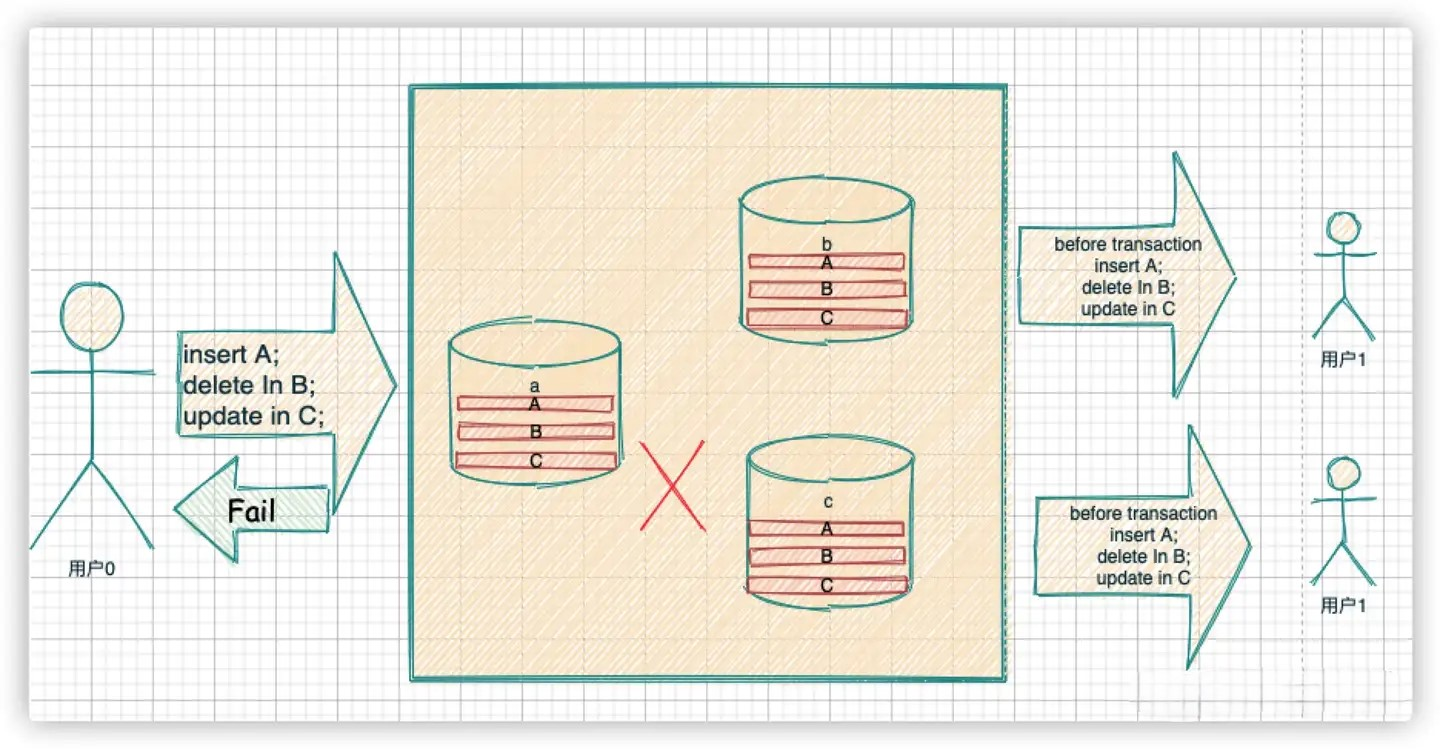 insert A;
delete In B;
update in C;
Fail
用户0
a
A
B
C
b
A
B
C
c
A
B
C
before transaction
insert A;
delete In B;
update in C
用户1
before transaction
insert A;
delete In B;
update in C
用户1